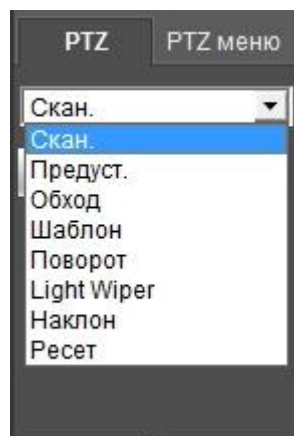 PTZ PTZ меню
Скан.
Скан.
Предуст.
Обход
Шаблон
Поворот
Light Wiper
Наклон
Ресет